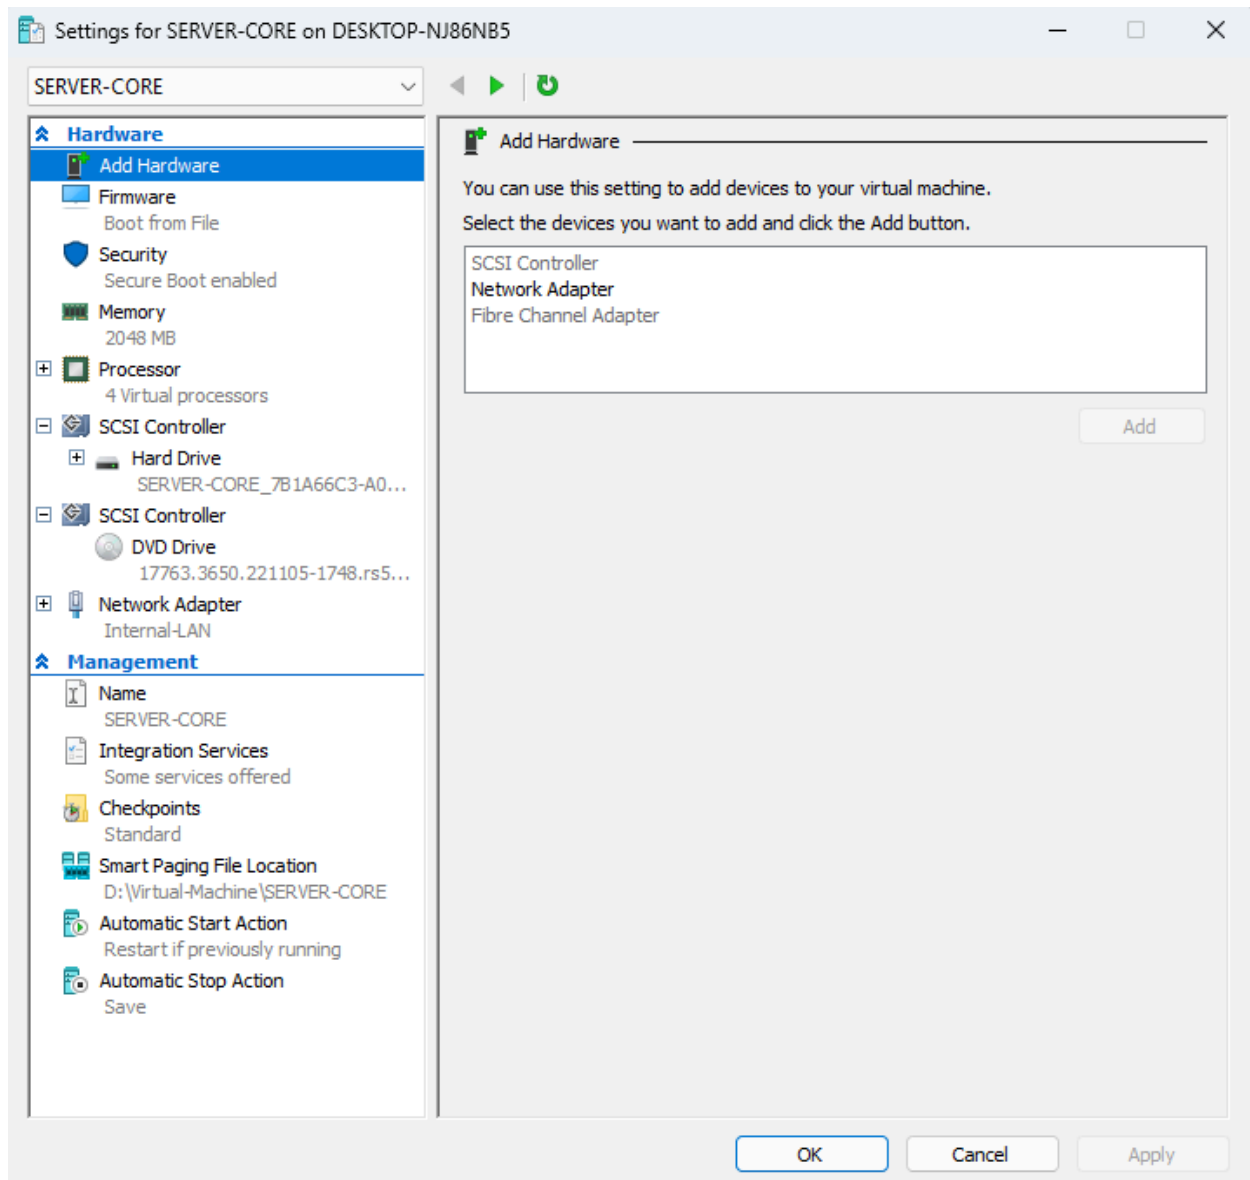 Settings for SERVER-CORE on DESKTOP-NJ86NB5
SERVER-CORE
Hardware
Add Hardware
Firmware
Boot from File
Security
Secure Boot enabled
Memory
2048 MB
Processor
4 Virtual processors
SCSI Controller
Hard Drive
SERVER-CORE_7B1A66C3-A0...
SCSI Controller
DVD Drive
17763.3650.221105-1748.rs5...
Network Adapter
Internal-LAN
Management
Name
SERVER-CORE
Integration Services
Some services offered
Checkpoints
Standard
Smart Paging File Location
D:\Virtual-Machine\SERVER-CORE
Automatic Start Action
Restart if previously running
Automatic Stop Action
Save
Add Hardware
You can use this setting to add devices to your virtual machine.
Select the devices you want to add and click the Add button.
SCSI Controller
Network Adapter
Fibre Channel Adapter
Add
OK
Cancel
Apply